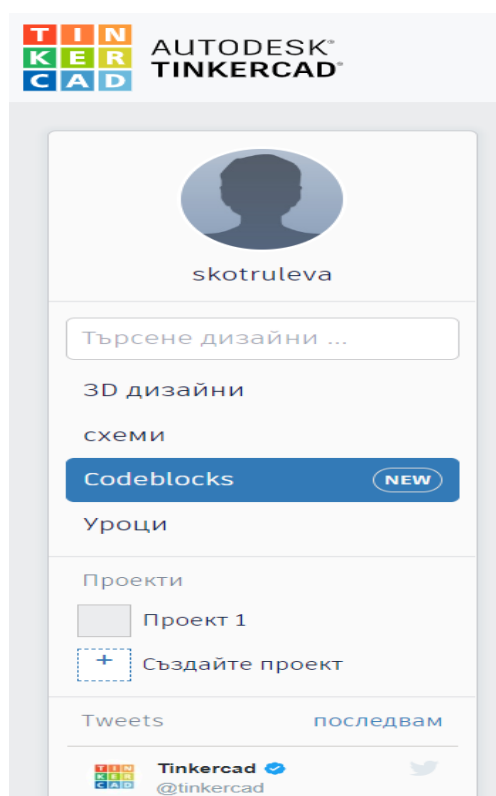 TIN
KER
CAD
AUTODESK®
TINKERCAD®
skotruleva
Търсене дизайни ...
3D дизайни
схеми
Codeblocks NEW
Уроци
Проекти
Проект 1
+ Създайте проект
Tweets последвам
TIN
KER
CAD
Tinkercad
@tinkercad